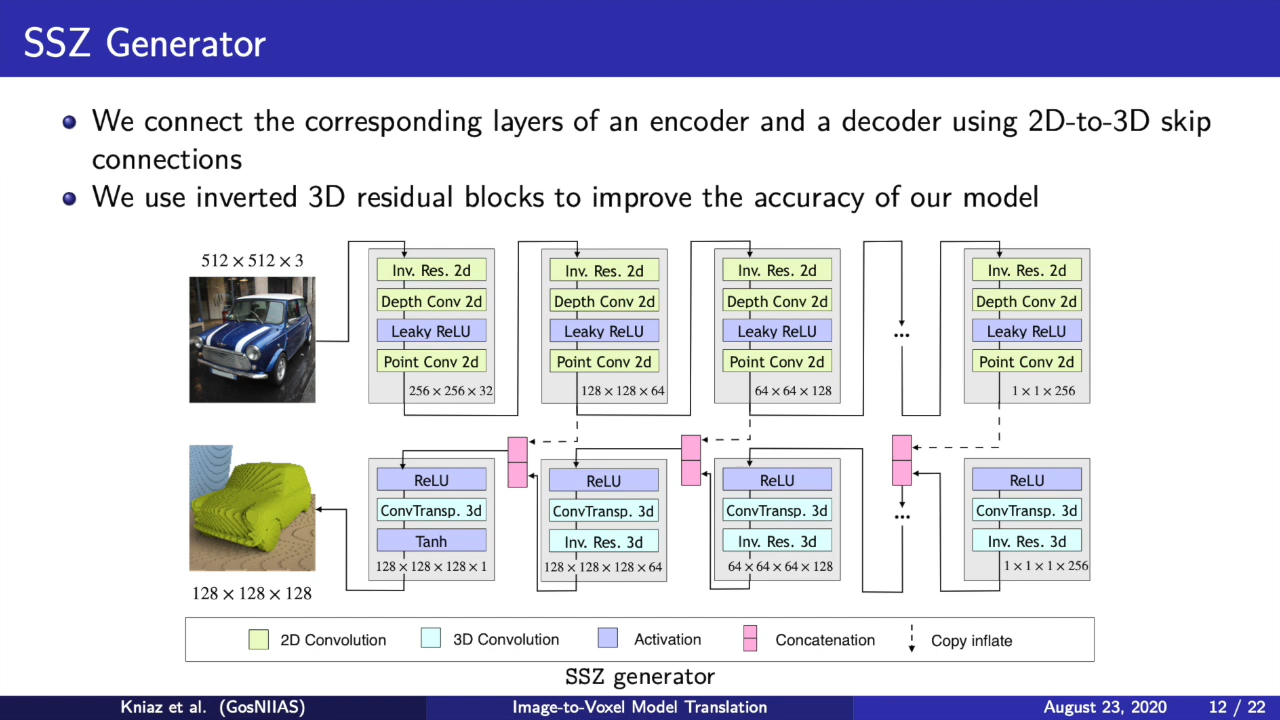 SSZ Generator
We connect the corresponding layers of an encoder and a decoder using 2D-to-3D skip
connections
We use inverted 3D residual blocks to improve the accuracy of our model
512 × 512 × 3
Inv. Res. 2d
Depth Conv 2d
Leaky ReLU
Point Conv 2d
256 × 256 × 32
Inv. Res. 2d
Depth Conv 2d
Leaky ReLU
Point Conv 2d
128 × 128 × 64
Inv. Res. 2d
Depth Conv 2d
Leaky ReLU
Point Conv 2d
64 × 64 × 128
...
Inv. Res. 2d
Depth Conv 2d
Leaky ReLU
Point Conv 2d
1 × 1 × 256
128 × 128 × 128
ReLU
ConvTransp. 3d
Tanh
128 × 128 × 128 × 1
ReLU
ConvTransp. 3d
Inv. Res. 3d
128 × 128 × 128 × 64
ReLU
ConvTransp. 3d
Inv. Res. 3d
64 × 64 × 64 × 128
...
ReLU
ConvTransp. 3d
Inv. Res. 3d
1 × 1 × 1 × 256
2D Convolution 3D Convolution Activation Concatenation Copy inflate
SSZ generator
Kniaz et al. (GosNIIAS) Image-to-Voxel Model Translation August 23, 2020 12 / 22